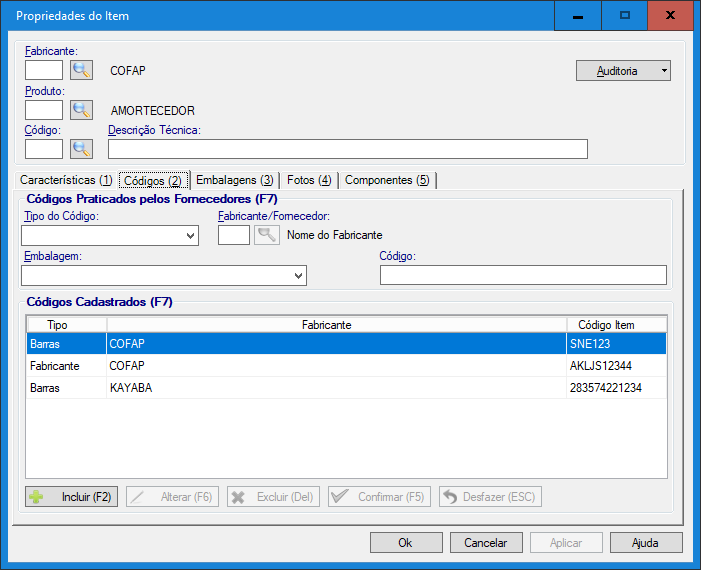 Propriedades do Item
Fabricante:
COFAP
Auditoria
Produto:
AMORTECEDOR
Código: Descrição Técnica:
Características (1) Códigos (2) Embalagens (3) Fotos (4) Componentes (5)
Códigos Praticados pelos Fornecedores (F7)
Tipo do Código: Fabricante/Fornecedor:
Nome do Fabricante
Embalagem: Código:
Códigos Cadastrados (F7)
Tipo Fabricante Código Item
Barras COFAP SNE123
Fabricante COFAP AKLJS12344
Barras KAYABA 283574221234
Incluir (F2) Alterar (F6) Excluir (Del) Confirmar (F5) Desfazer (ESC)
Ok Cancelar Aplicar Ajuda